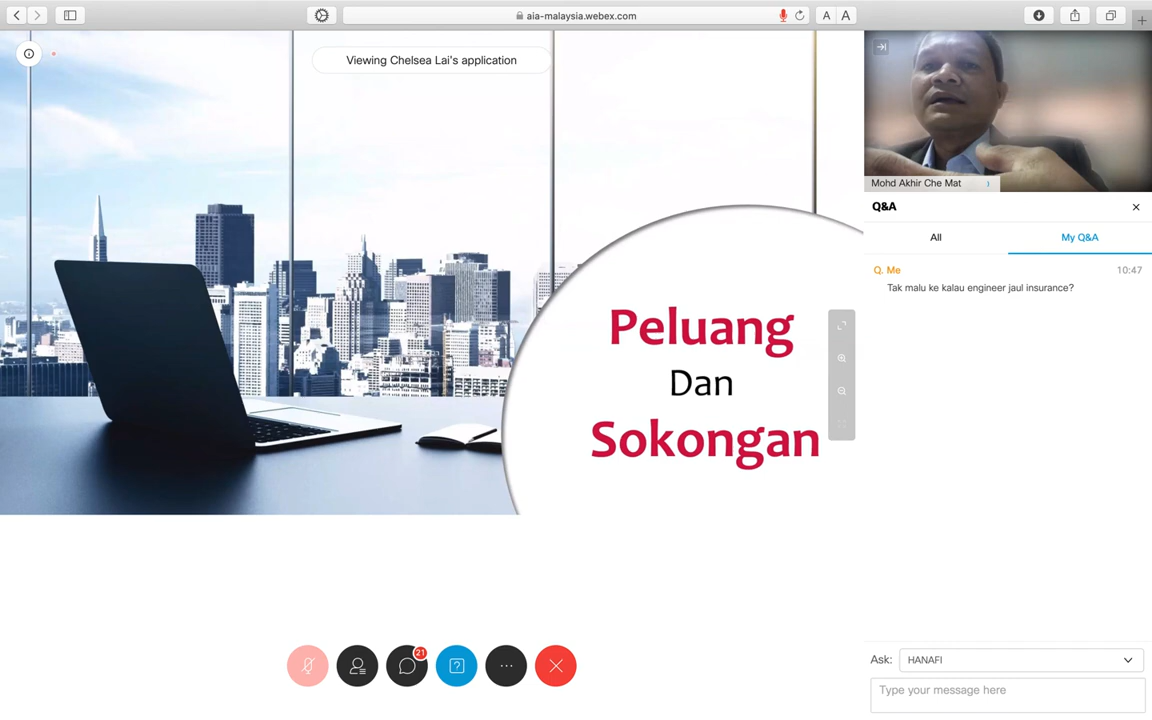 aia-malaysia.webex.com
A A
Viewing Chelsea Lai's application
Mohd Akhir Che Mat
Q&A
All
My Q&A
Q. Me
10:47
Tak malu ke kalau engineer jaul insurance?
Peluang
Dan
Sokongan
21
Ask:
HANAFI
Type your message here